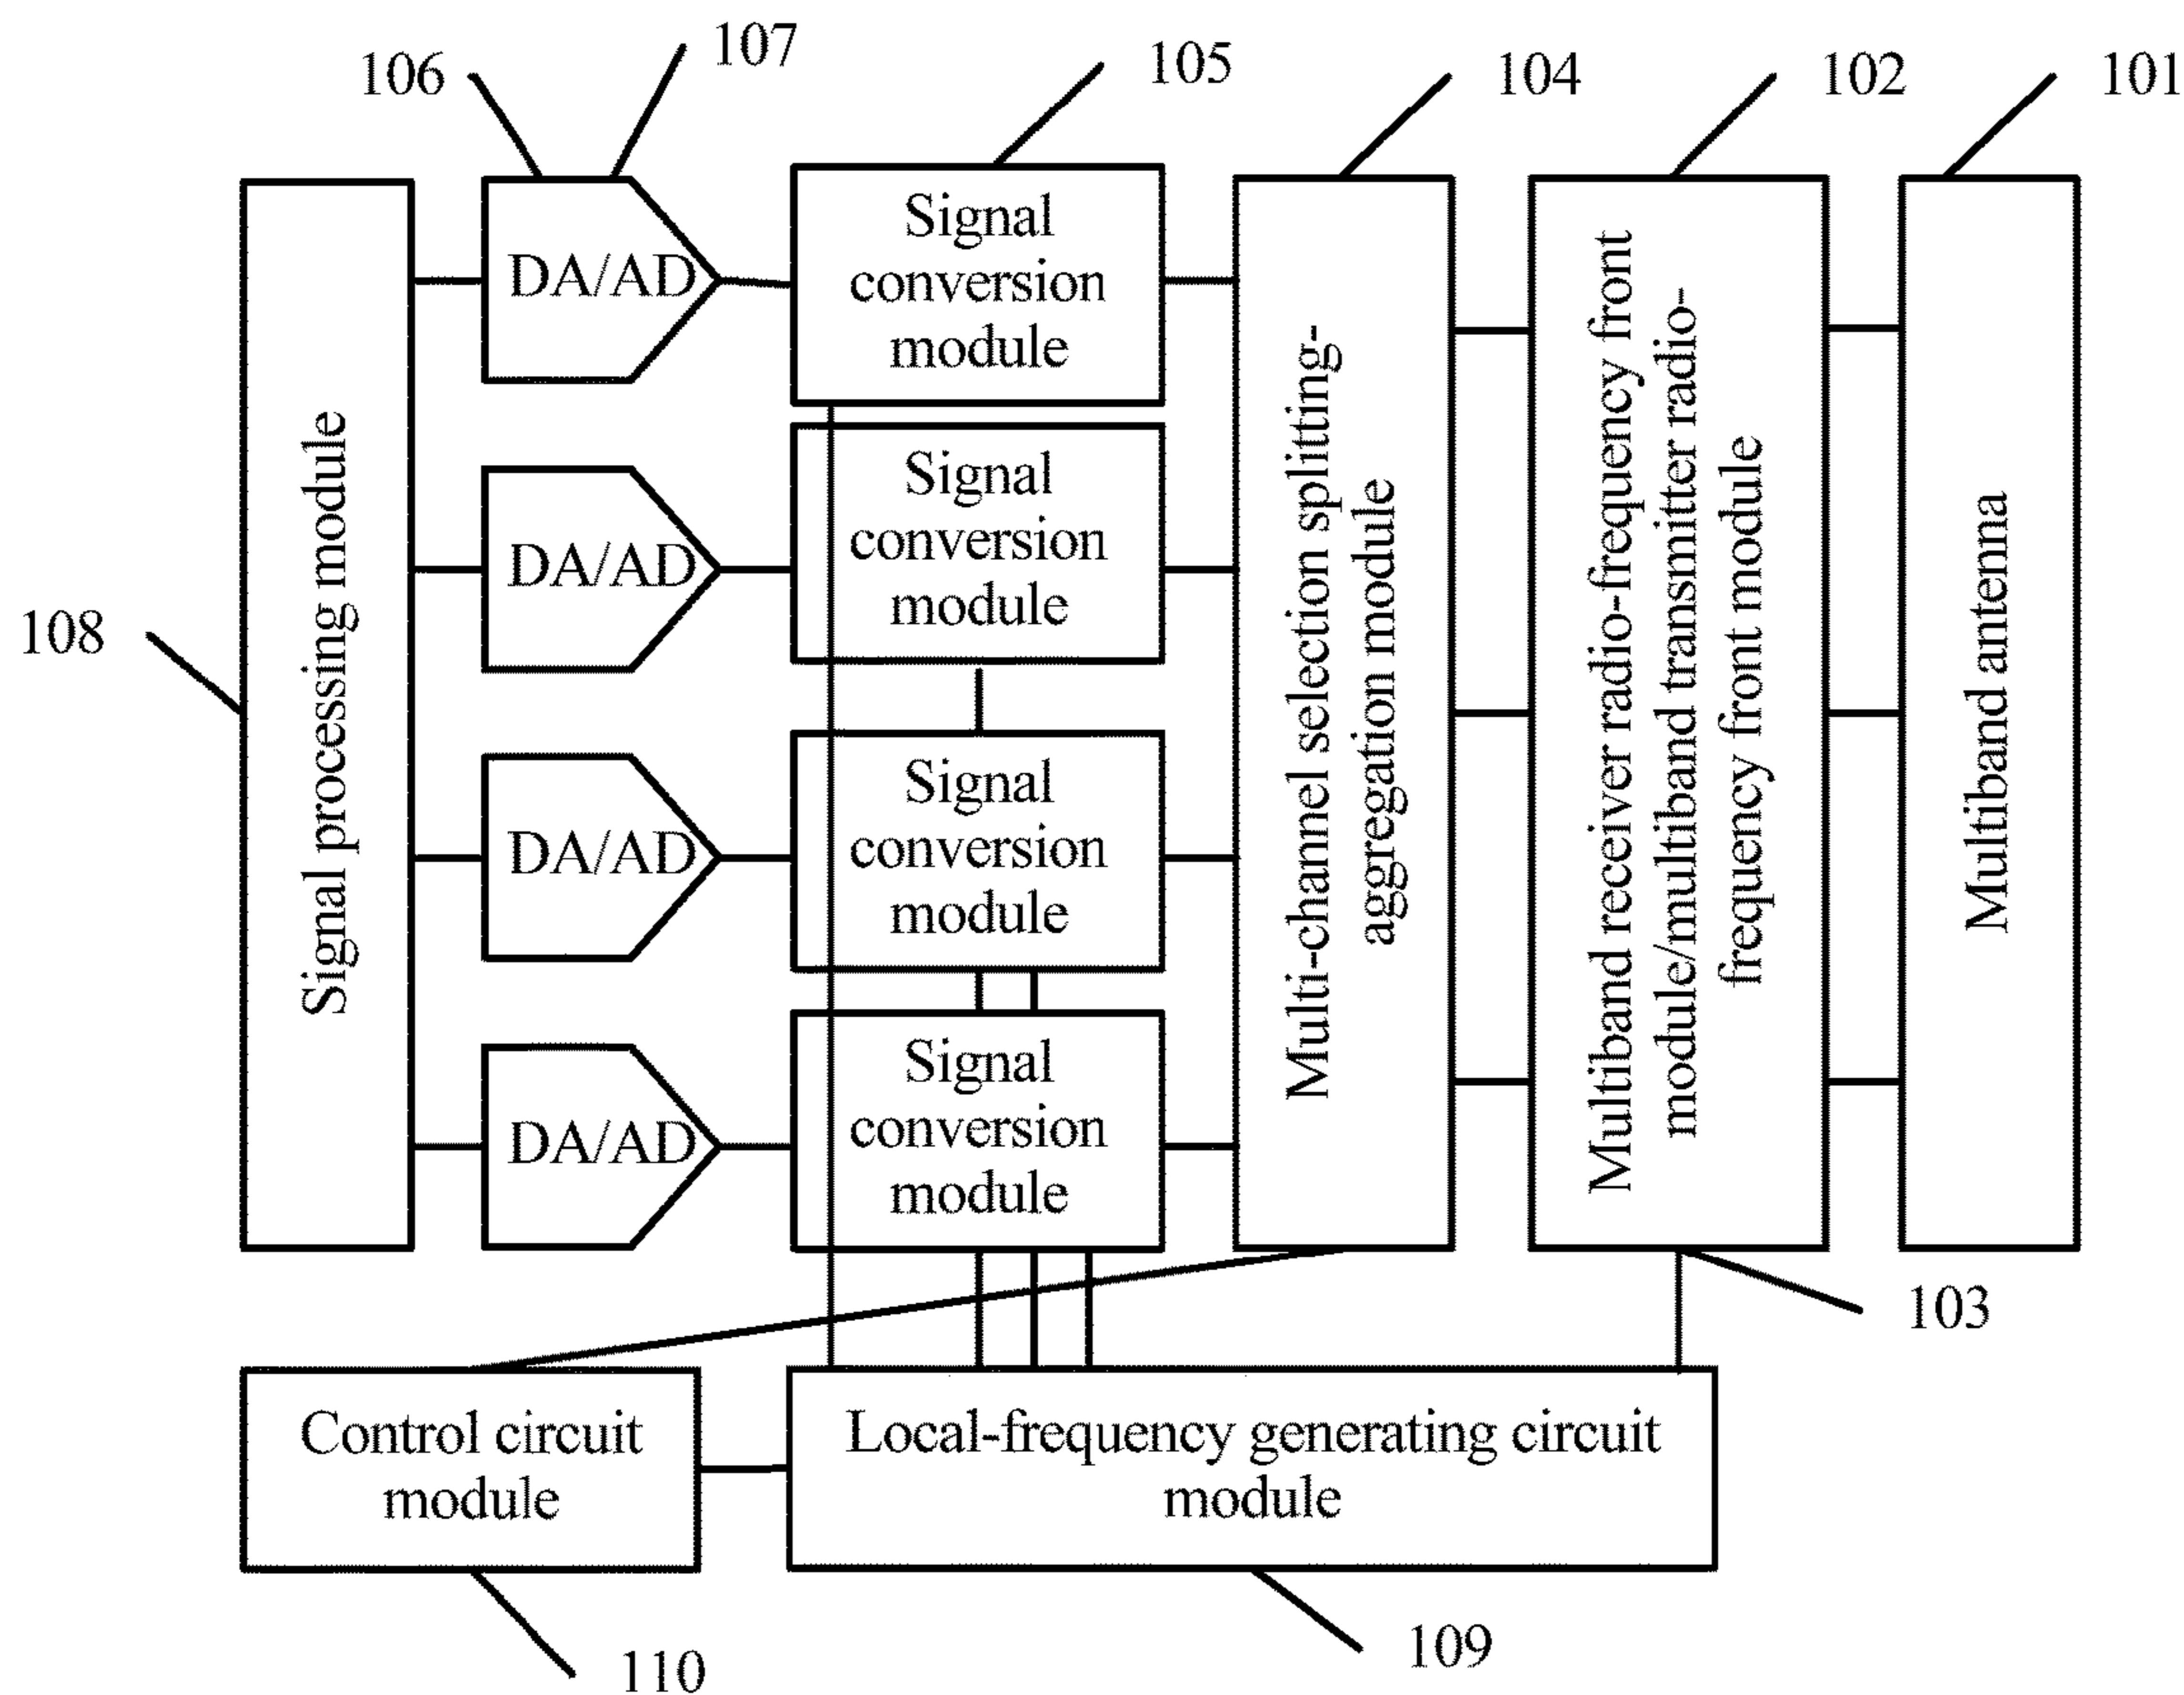 106
107
105
104
102
101
Signal processing module
DA/AD
Signal
conversion
module
Multi-channel selection splitting-
aggregation module
Multiband receiver radio-frequency front
module/multiband transmitter radio-
frequency front module
Multiband antenna
DA/AD
Signal
conversion
module
108
DA/AD
Signal
conversion
module
DA/AD
Signal
conversion
module
103
Control circuit
module
Local-frequency generating circuit
module
110
109